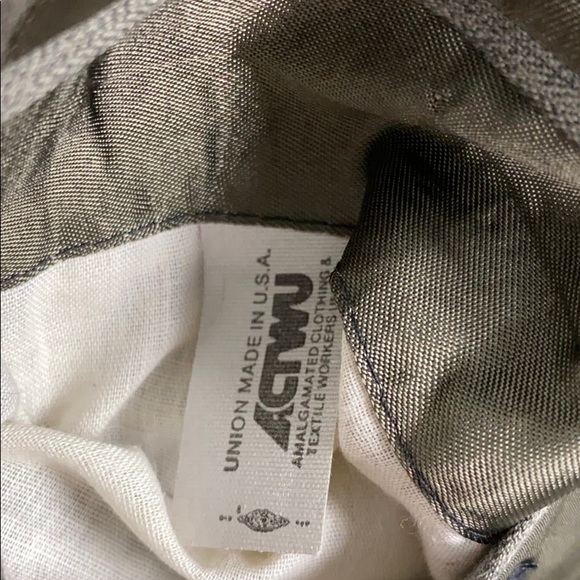 UNION MADE IN U.S.A.
ACTWU
AMALGAMATED CLOTHING &
TEXTILE WORKERS